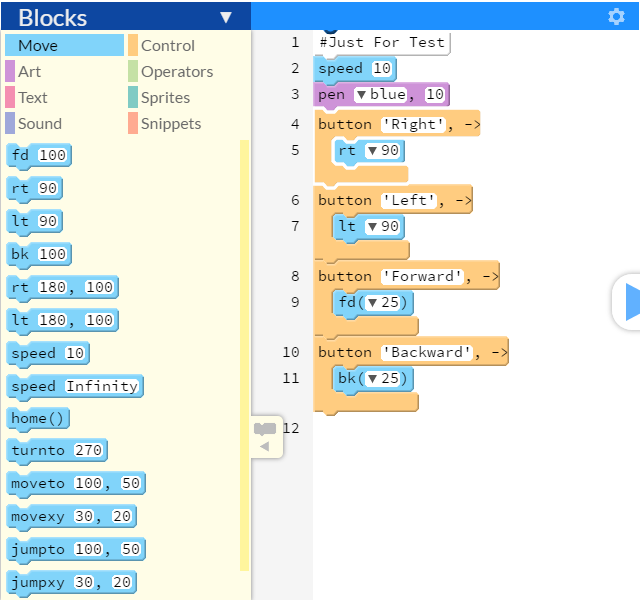 Blocks ▼
Move
Control
Art
Operators
Text
Sprites
Sound
Snippets
fd 100
rt 90
lt 90
bk 100
rt 180, 100
lt 180, 100
speed 10
speed Infinity
home()
turnto 270
moveto 100, 50
movexy 30, 20
jumpto 100, 50
jumpxy 30, 20
1 #Just For Test
2 speed 10
3 pen ▼blue, 10
4 button 'Right', ->
5 rt ▼90
6 button 'Left', ->
7 lt ▼90
8 button 'Forward', ->
9 fd(▼25)
10 button 'Backward', ->
11 bk(▼25)
12